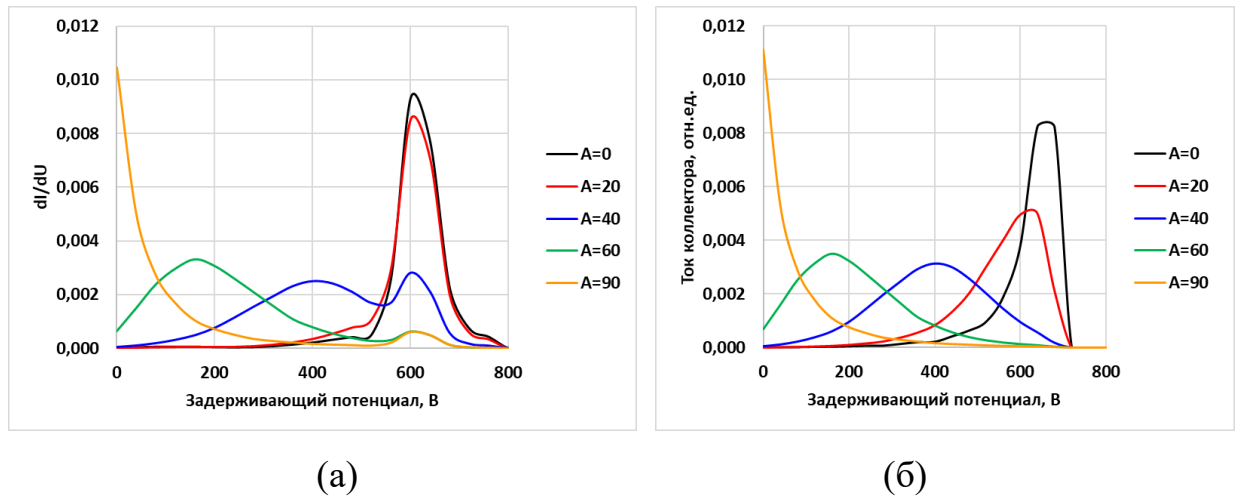 0,012
0,010
0,008
0,006
0,004
0,002
0,000
dI/dU
0 200 400 600 800
Задерживающий потенциал, В
A=0
A=20
A=40
A=60
A=90
(а)
0,012
0,010
0,008
0,006
0,004
0,002
0,000
Ток коллектора, отн.ед.
0 200 400 600 800
Задерживающий потенциал, В
A=0
A=20
A=40
A=60
A=90
(б)